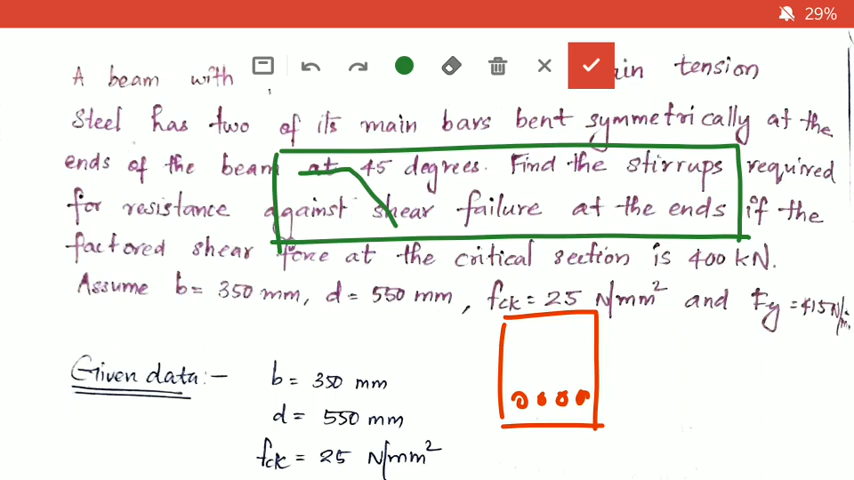 29%
A beam with ain tension
Steel has two of its main bars bent symmetrically at the
ends of the beam at 45 degrees. Find the stirrups required
for resistance against shear failure at the ends if the
factored shear force at the critical section is 400 kN.
Assume b= 350 mm, d= 550 mm, fck = 25 N/mm² and Fy = 415 N/
Given data:-
b = 350 mm
d = 550 mm
fck = 25 N/mm²